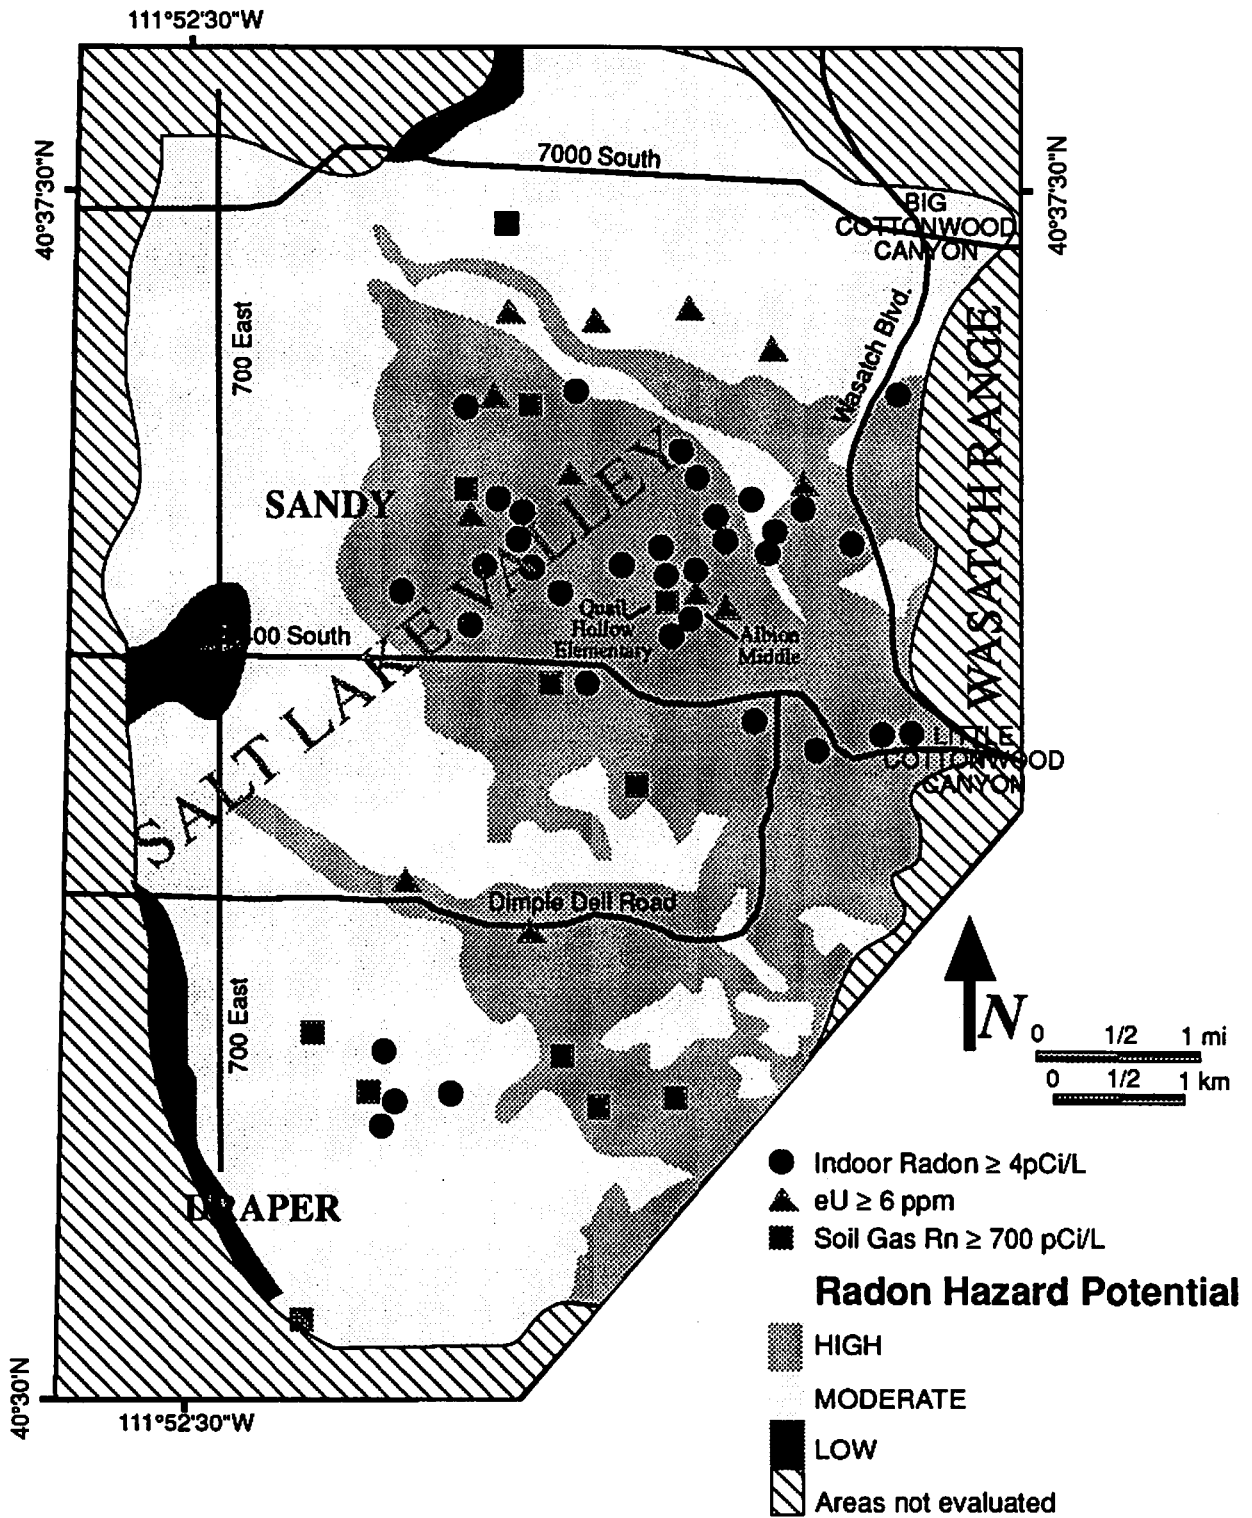 111°52'30"W
7000 South
40°37'30"N
40°37'30"N
BIG
COTTONWOOD
CANYON
700 East
Wasatch Blvd.
WASATCH RANGE
SANDY
SALT LAKE VALLEY
Quail
Hollow
Elementary
Albion
Middle
00 South
LITTLE
COTTONWOOD
CANYON
Dimple Dell Road
700 East
N
0 1/2 1 mi
0 1/2 1 km
DRAPER
Indoor Radon ≥ 4pCi/L
eU ≥ 6 ppm
Soil Gas Rn ≥ 700 pCi/L
Radon Hazard Potential
HIGH
MODERATE
LOW
Areas not evaluated
40°30'N
111°52'30"W